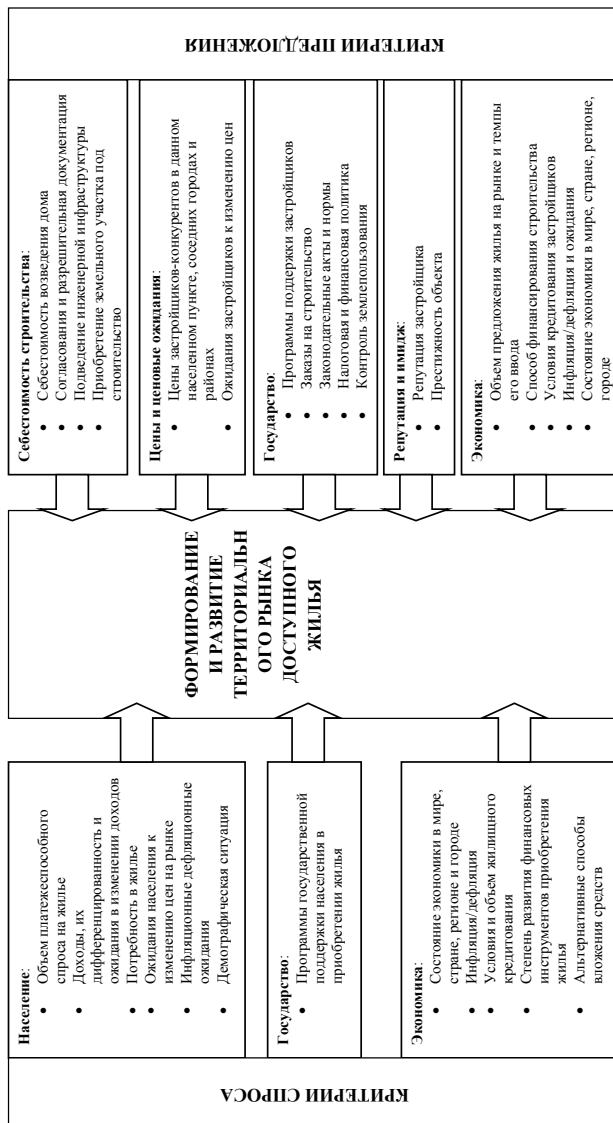 КРИТЕРИИ СПРОСА
Население:
• Объем платежеспособного
спроса на жилье
• Доходы, их
дифференцированность и
ожидания в изменении доходов
• Потребность в жилье
• Ожидания населения к
изменению цен на рынке
• Инфляционные дефляционные
ожидания
• Демографическая ситуация
Государство:
• Программы государственной
поддержки населения в
приобретении жилья
Экономика:
• Состояние экономики в мире,
стране, регионе и городе
• Инфляция/дефляция
• Условия и объем жилищного
кредитования
• Степень развития финансовых
инструментов приобретения
жилья
• Альтернативные способы
вложения средств
ФОРМИРОВАНИЕ
И РАЗВИТИЕ
ТЕРРИТОРИАЛЬН
ОГО РЫНКА
ДОСТУПНОГО
ЖИЛЬЯ
Себестоимость строительства:
• Себестоимость возведения дома
• Согласования и разрешительная документация
• Подведение инженерной инфраструктуры
• Приобретение земельного участка под
строительство
Цены и ценовые ожидания:
• Цены застройщиков-конкурентов в данном
населенном пункте, соседних городах и
районах
• Ожидания застройщиков к изменению цен
Государство:
• Программы поддержки застройщиков
• Заказы на строительство
• Законодательные акты и нормы
• Налоговая и финансовая политика
• Контроль землепользования
Репутация и имидж:
• Репутация застройщика
• Престижность объекта
Экономика:
• Объем предложения жилья на рынке и темпы
его ввода
• Способ финансирования строительства
• Условия кредитования застройщиков
• Инфляция/дефляция и ожидания
• Состояние экономики в мире, стране, регионе,
городе
КРИТЕРИИ ПРЕДЛОЖЕНИЯ